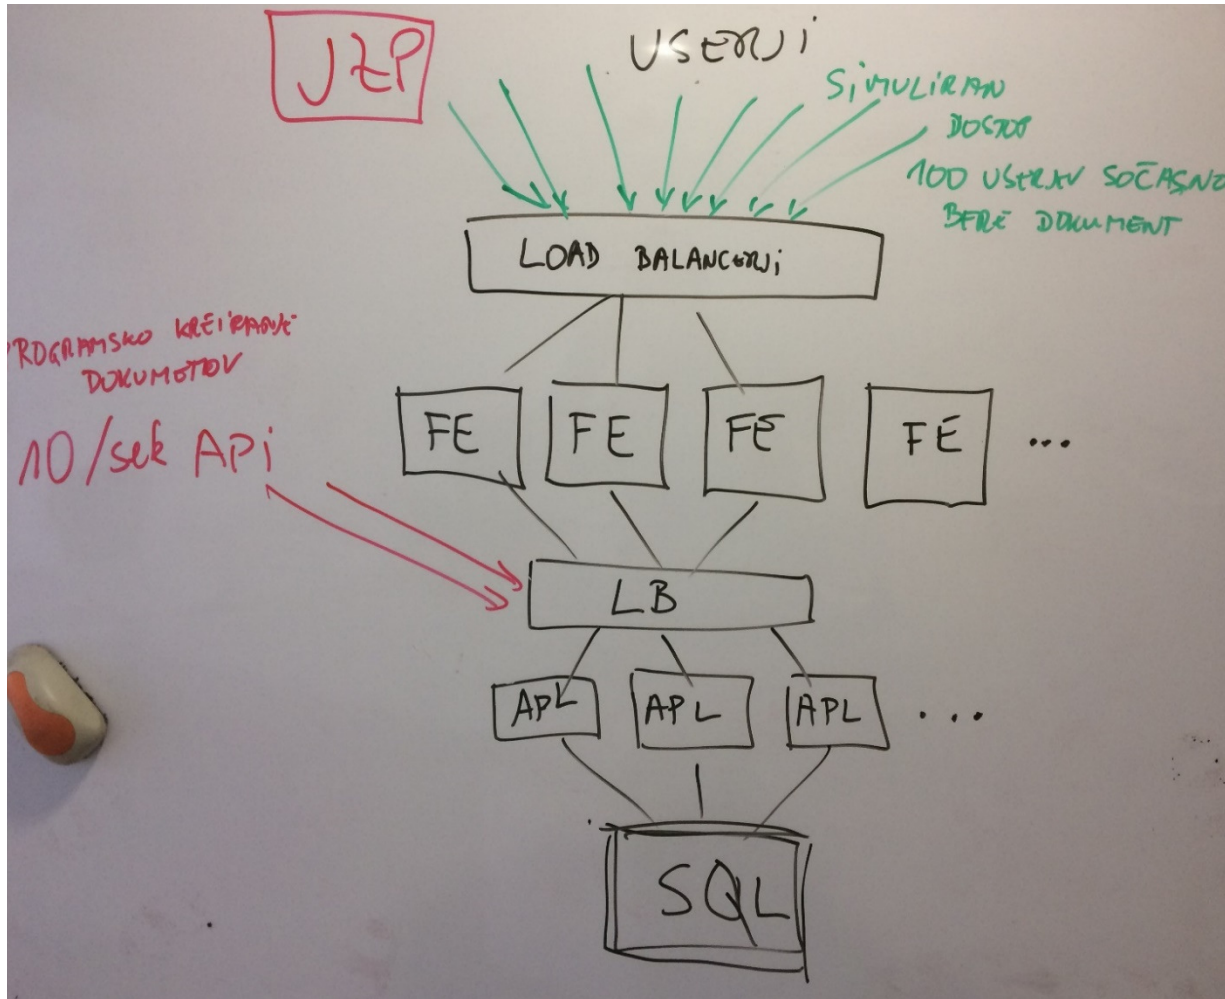 JZP
USERJI
SIMULIRAN
DOSTOP
100 USERJEV SOČASNO
BERE DOKUMENT
LOAD BALANCERJI
PROGRAMSKO KREIRANJE
DOKUMETOV
10/sek API
FE FE FE FE ...
LB
APL APL APL ...
SQL